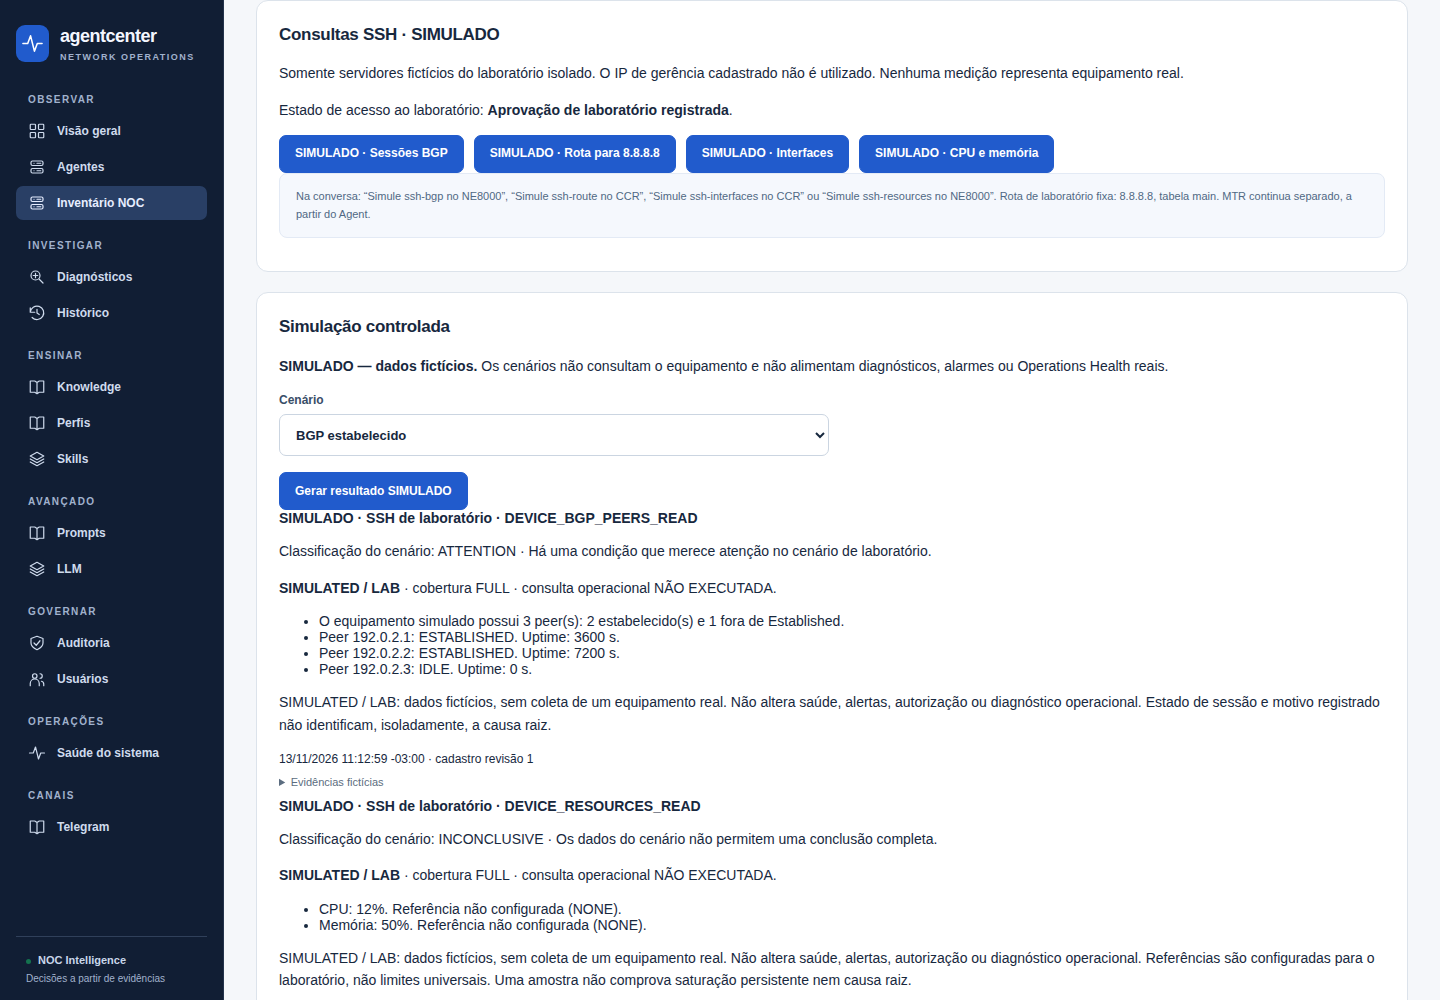 agentcenter
NETWORK OPERATIONS
OBSERVAR
Visão geral
Agentes
Inventário NOC
INVESTIGAR
Diagnósticos
Histórico
ENSINAR
Knowledge
Perfis
Skills
AVANÇADO
Prompts
LLM
GOVERNAR
Auditoria
Usuários
OPERAÇÕES
Saúde do sistema
CANAIS
Telegram
NOC Intelligence
Decisões a partir de evidências
Consultas SSH · SIMULADO
Somente servidores fictícios do laboratório isolado. O IP de gerência cadastrado não é utilizado. Nenhuma medição representa equipamento real.
Estado de acesso ao laboratório: Aprovação de laboratório registrada.
SIMULADO · Sessões BGP
SIMULADO · Rota para 8.8.8.8
SIMULADO · Interfaces
SIMULADO · CPU e memória
Na conversa: “Simule ssh-bgp no NE8000”, “Simule ssh-route no CCR”, “Simule ssh-interfaces no CCR” ou “Simule ssh-resources no NE8000”. Rota de laboratório fixa: 8.8.8.8, tabela main. MTR continua separado, a
partir do Agent.
Simulação controlada
SIMULADO — dados fictícios. Os cenários não consultam o equipamento e não alimentam diagnósticos, alarmes ou Operations Health reais.
Cenário
BGP estabelecido
Gerar resultado SIMULADO
SIMULADO · SSH de laboratório · DEVICE_BGP_PEERS_READ
Classificação do cenário: ATTENTION · Há uma condição que merece atenção no cenário de laboratório.
SIMULATED / LAB · cobertura FULL · consulta operacional NÃO EXECUTADA.
• O equipamento simulado possui 3 peer(s): 2 estabelecido(s) e 1 fora de Established.
• Peer 192.0.2.1: ESTABLISHED. Uptime: 3600 s.
• Peer 192.0.2.2: ESTABLISHED. Uptime: 7200 s.
• Peer 192.0.2.3: IDLE. Uptime: 0 s.
SIMULATED / LAB: dados fictícios, sem coleta de um equipamento real. Não altera saúde, alertas, autorização ou diagnóstico operacional. Estado de sessão e motivo registrado
não identificam, isoladamente, a causa raiz.
13/11/2026 11:12:59 -03:00 · cadastro revisão 1
Evidências fictícias
SIMULADO · SSH de laboratório · DEVICE_RESOURCES_READ
Classificação do cenário: INCONCLUSIVE · Os dados do cenário não permitem uma conclusão completa.
SIMULATED / LAB · cobertura FULL · consulta operacional NÃO EXECUTADA.
• CPU: 12%. Referência não configurada (NONE).
• Memória: 50%. Referência não configurada (NONE).
SIMULATED / LAB: dados fictícios, sem coleta de um equipamento real. Não altera saúde, alertas, autorização ou diagnóstico operacional. Referências são configuradas para o
laboratório, não limites universais. Uma amostra não comprova saturação persistente nem causa raiz.